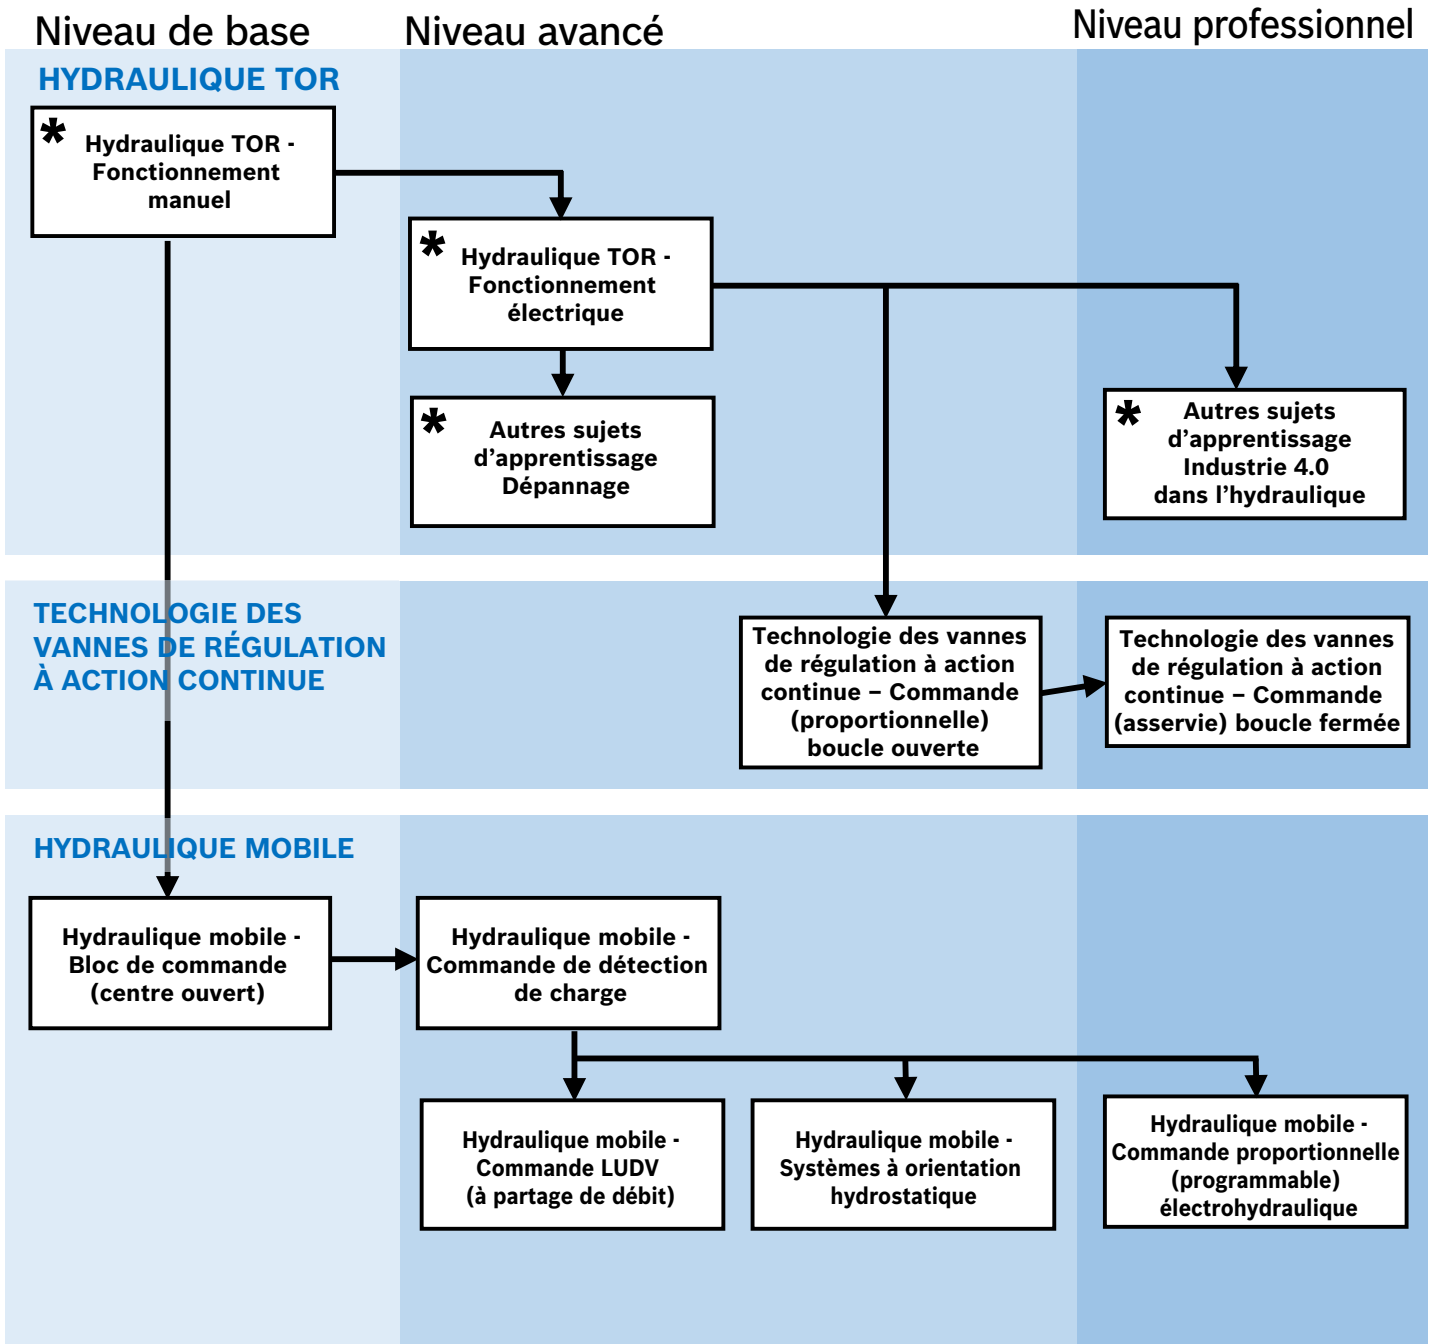 Niveau de base
Niveau avancé
Niveau professionnel
HYDRAULIQUE TOR
*
Hydraulique TOR -
Fonctionnement
manuel
*
Hydraulique TOR -
Fonctionnement
électrique
*
Autres sujets
d’apprentissage
Dépannage
*
Autres sujets
d’apprentissage
Industrie 4.0
dans l’hydraulique
TECHNOLOGIE DES
VANNES DE RÉGULATION
À ACTION CONTINUE
Technologie des vannes
de régulation à action
continue – Commande
(proportionnelle)
boucle ouverte
Technologie des vannes
de régulation à action
continue – Commande
(asservie) boucle fermée
HYDRAULIQUE MOBILE
Hydraulique mobile -
Bloc de commande
(centre ouvert)
Hydraulique mobile -
Commande de détection
de charge
Hydraulique mobile -
Commande LUDV
(à partage de débit)
Hydraulique mobile -
Systèmes à orientation
hydrostatique
Hydraulique mobile -
Commande proportionnelle
(programmable)
électrohydraulique